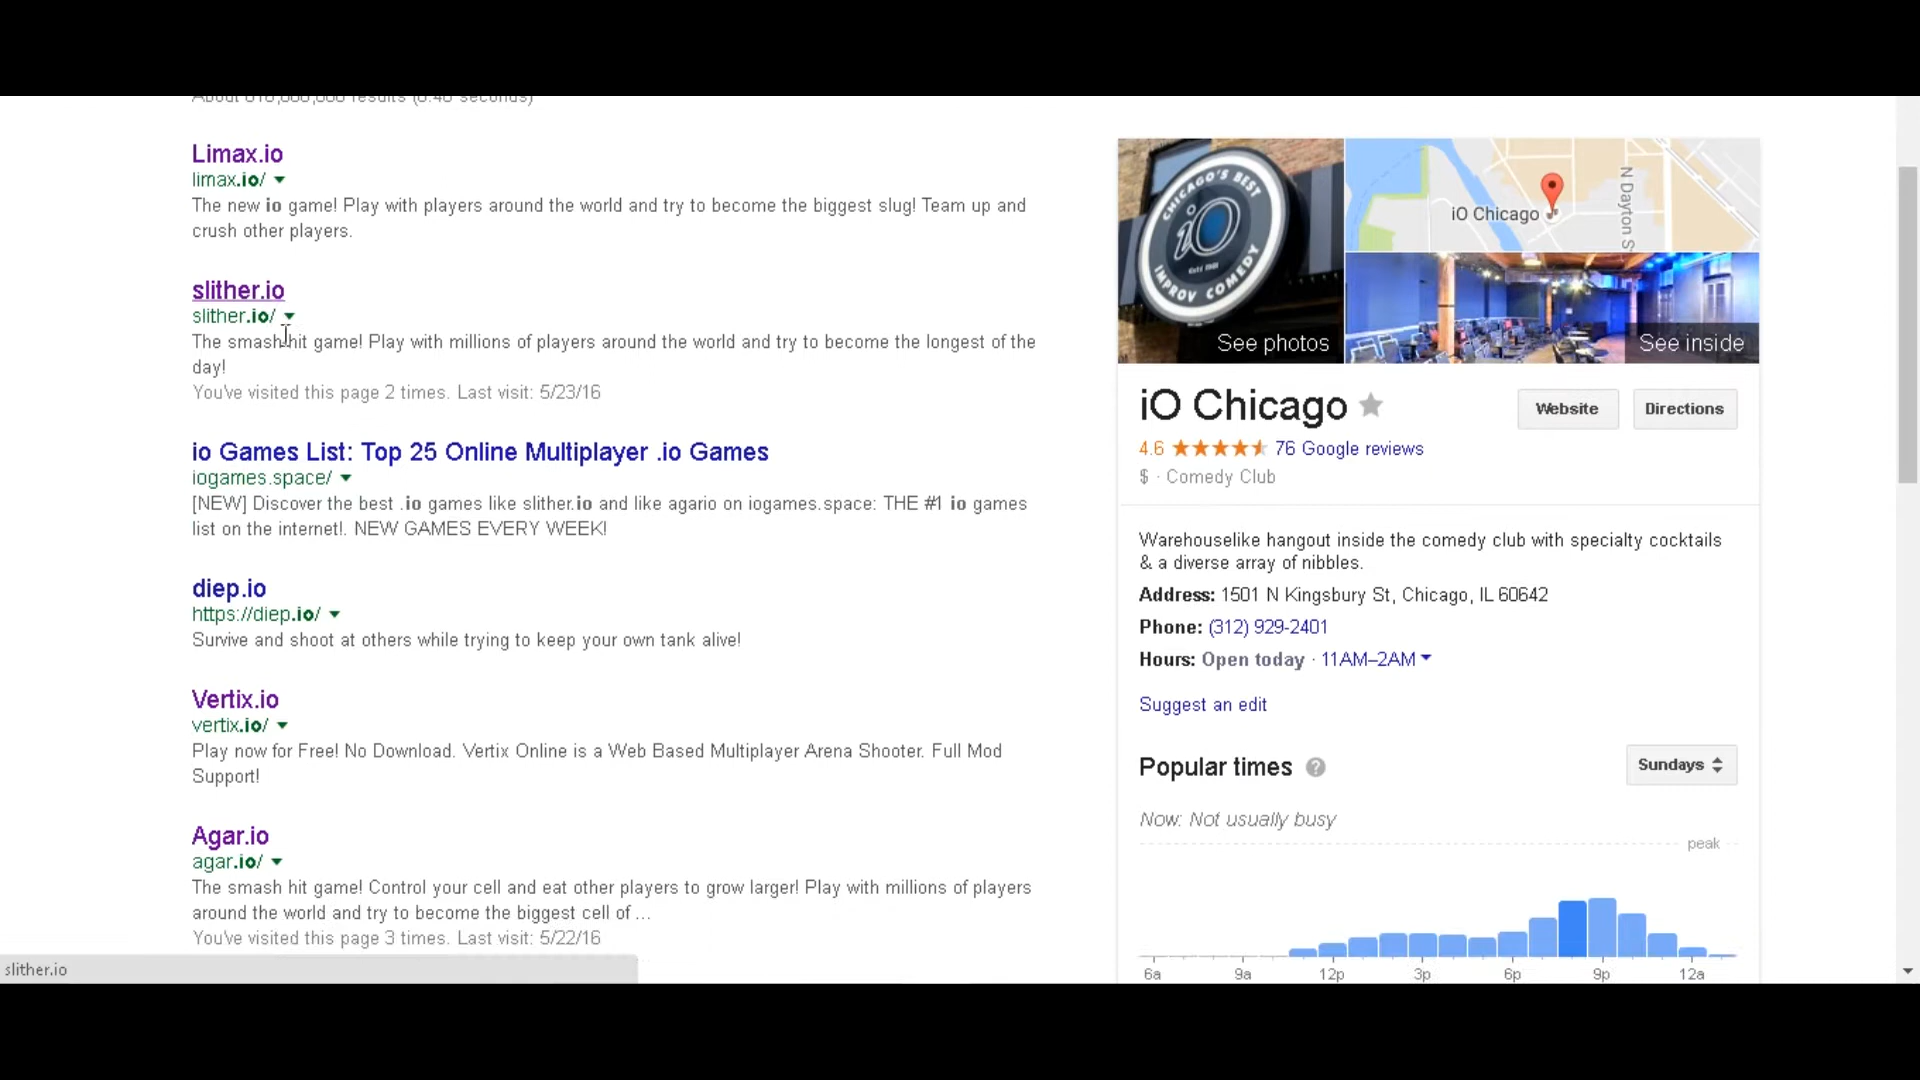 results (0.48 seconds)
Limax.io
limax.io/
The new io game! Play with players around the world and try to become the biggest slug! Team up and
crush other players.
slither.io
slither.io/
The smash hit game! Play with millions of players around the world and try to become the longest of the
day!
You've visited this page 2 times. Last visit: 5/23/16
io Games List: Top 25 Online Multiplayer .io Games
iogames.space/
[NEW] Discover the best .io games like slither.io and like agario on iogames.space: THE #1 io games
list on the internet!. NEW GAMES EVERY WEEK!
diep.io
https://diep.io/
Survive and shoot at others while trying to keep your own tank alive!
Vertix.io
vertix.io/
Play now for Free! No Download. Vertix Online is a Web Based Multiplayer Arena Shooter. Full Mod
Support!
Agar.io
agar.io/
The smash hit game! Control your cell and eat other players to grow larger! Play with millions of players
around the world and try to become the biggest cell of ...
You've visited this page 3 times. Last visit: 5/22/16
slither.io
CHICAGO'S BEST
iO
IMPROV COMEDY
See photos
iO Chicago
N Dayton S
See inside
iO Chicago
Website
Directions
4.6 76 Google reviews
$ · Comedy Club
Warehouselike hangout inside the comedy club with specialty cocktails
& a diverse array of nibbles.
Address: 1501 N Kingsbury St, Chicago, IL 60642
Phone: (312) 929-2401
Hours: Open today · 11AM–2AM
Suggest an edit
Popular times ?
Sundays
Now: Not usually busy
peak
6a 9a 12p 3p 6p 9p 12a